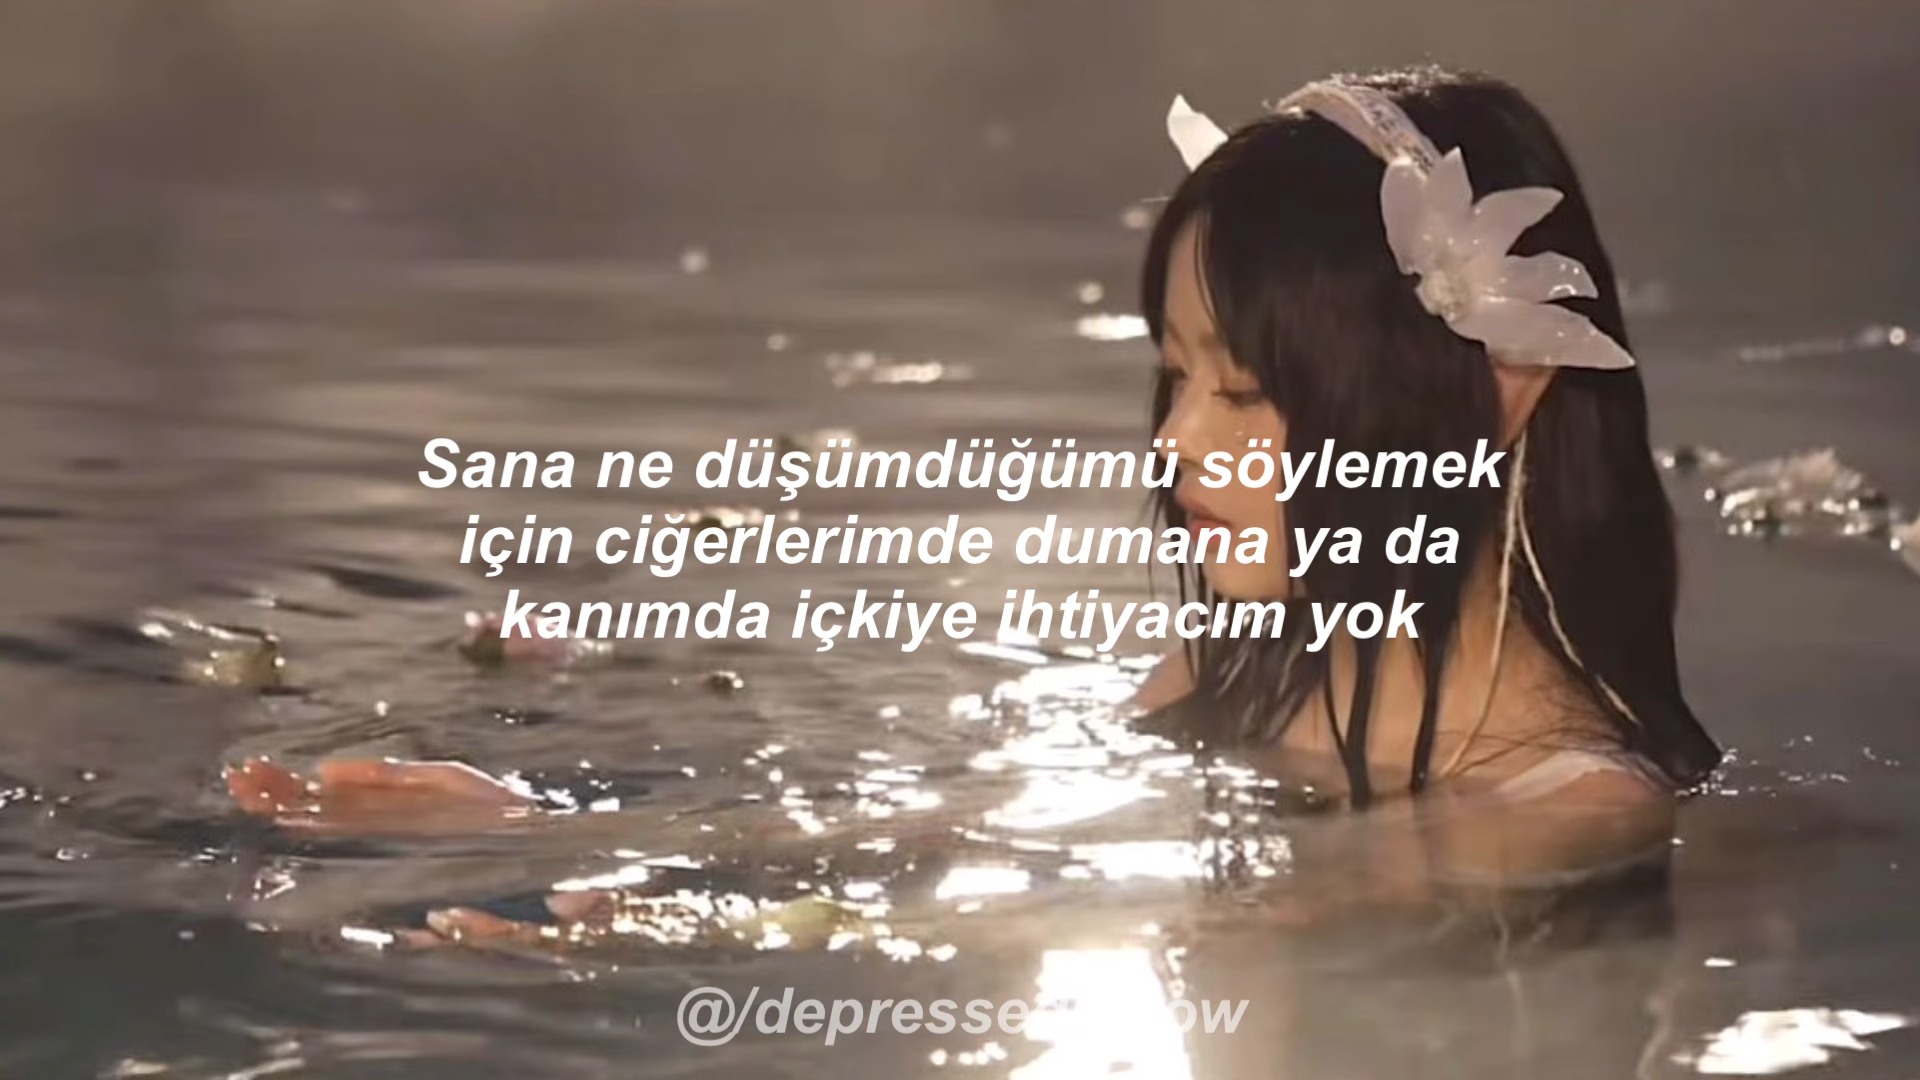 Sana ne düşümdüğümü söylemek
için ciğerlerimde dumana ya da
kanımda içkiye ihtiyacım yok